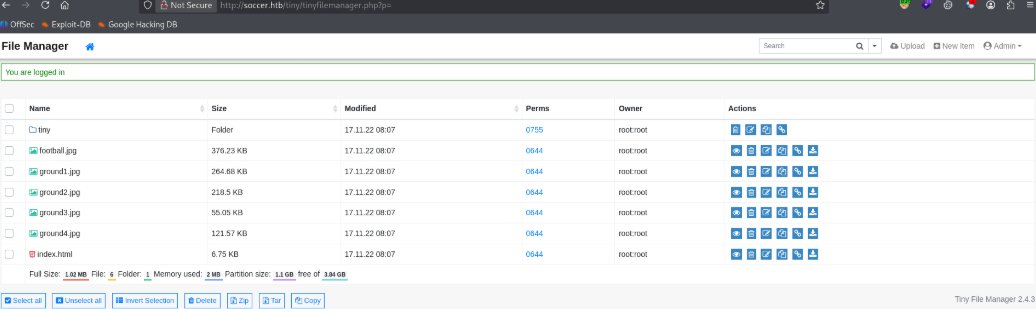 Not Secure http://soccer.htb/tiny/tinyfilemanager.php?p=
OffSec Exploit-DB Google Hacking DB
File Manager Search Upload New Item Admin
You are logged in
Name Size Modified Perms Owner Actions
tiny Folder 17.11.22 08:07 0755 root:root
football.jpg 376.23 KB 17.11.22 08:07 0644 root:root
ground1.jpg 264.68 KB 17.11.22 08:07 0644 root:root
ground2.jpg 218.5 KB 17.11.22 08:07 0644 root:root
ground3.jpg 55.05 KB 17.11.22 08:07 0644 root:root
ground4.jpg 121.57 KB 17.11.22 08:07 0644 root:root
index.html 6.75 KB 17.11.22 08:07 0644 root:root
Full Size: 1.02 MB File: 6 Folder: 1 Memory used: 2 MB Partition size: 1.1 GB free of 3.84 GB
Select all Unselect all Invert Selection Delete Zip Tar Copy Tiny File Manager 2.4.3